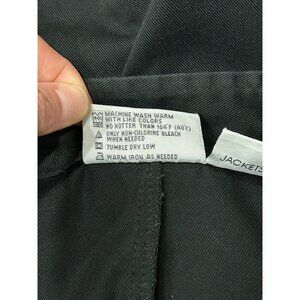 MACHINE WASH WARM
WITH LIKE COLORS
NO HOTTER THAN 104°F (40°C)
ONLY NON-CHLORINE BLEACH
WHEN NEEDED
TUMBLE DRY LOW
WARM IRON AS NEEDED
JACKETS